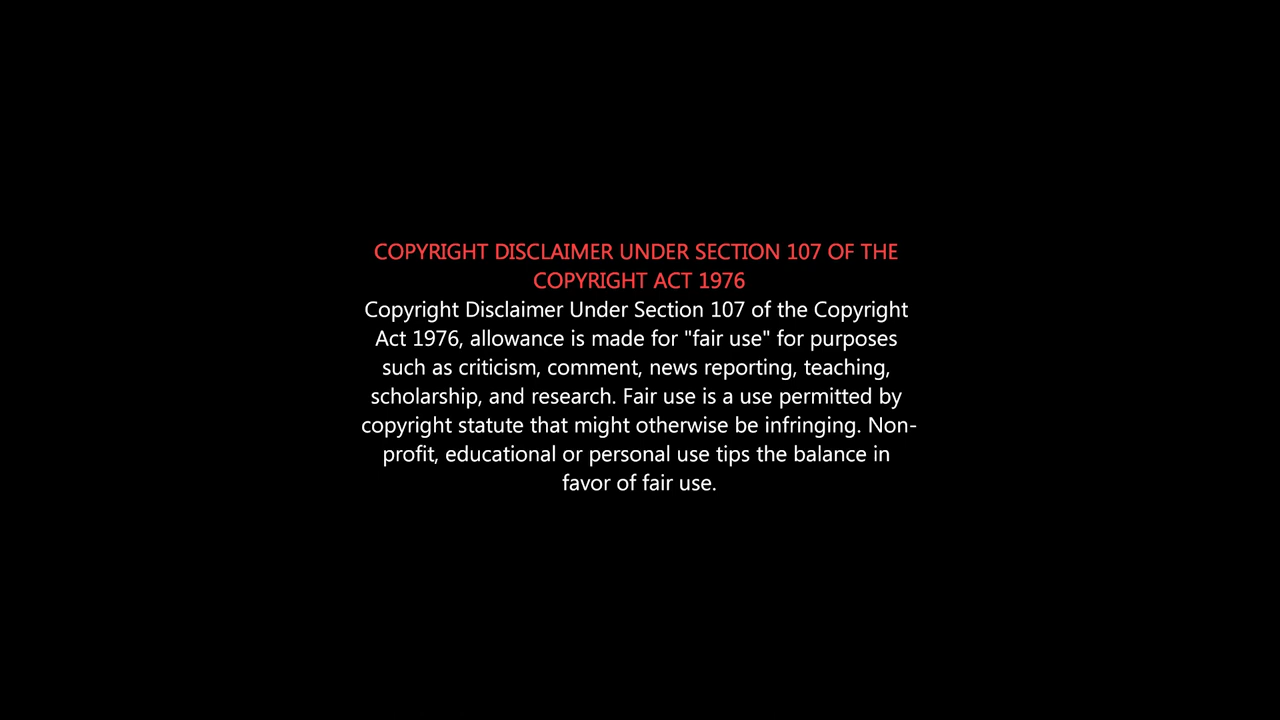 COPYRIGHT DISCLAIMER UNDER SECTION 107 OF THE
COPYRIGHT ACT 1976
Copyright Disclaimer Under Section 107 of the Copyright
Act 1976, allowance is made for "fair use" for purposes
such as criticism, comment, news reporting, teaching,
scholarship, and research. Fair use is a use permitted by
copyright statute that might otherwise be infringing. Non-
profit, educational or personal use tips the balance in
favor of fair use.